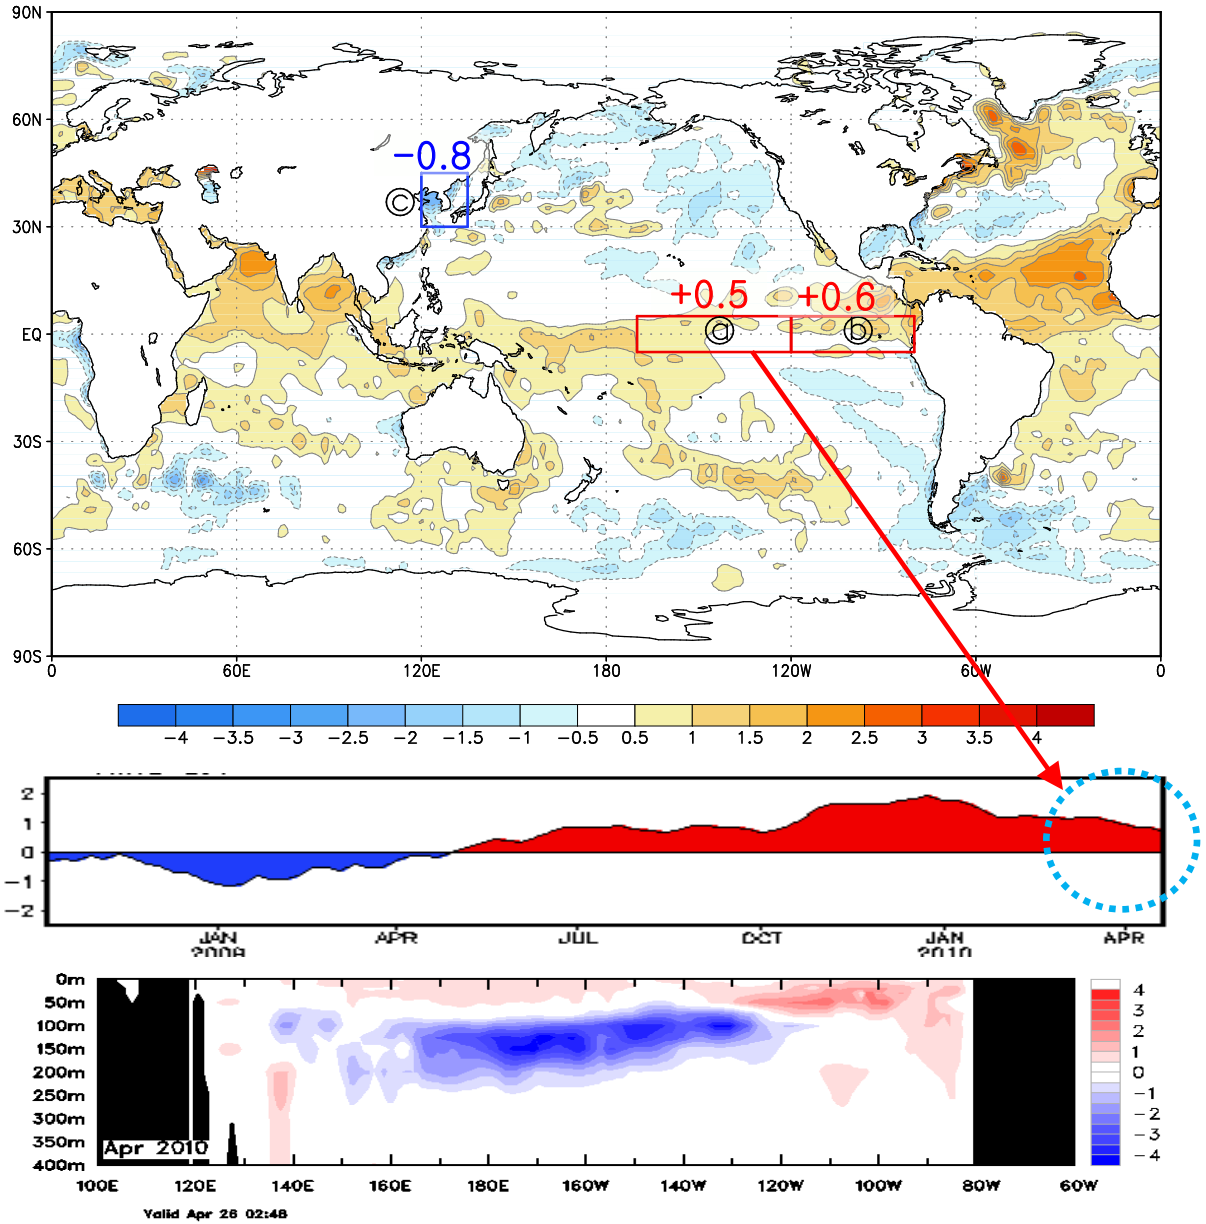 90N
60N
30N
EQ
30S
60S
90S
0 60E 120E 180 120W 60W 0
−0.8
ⓒ
+0.5 +0.6
ⓐ ⓑ
−4 −3.5 −3 −2.5 −2 −1.5 −1 −0.5 0.5 1 1.5 2 2.5 3 3.5 4
2
1
0
−1
−2
JAN APR JUL OCT JAN APR
2009 2010
0m
50m
100m
150m
200m
250m
300m
350m
400m
Apr 2010
100E 120E 140E 160E 180E 160W 140W 120W 100W 80W 60W
4
3
2
1
0
−1
−2
−3
−4
Valid Apr 26 02:48